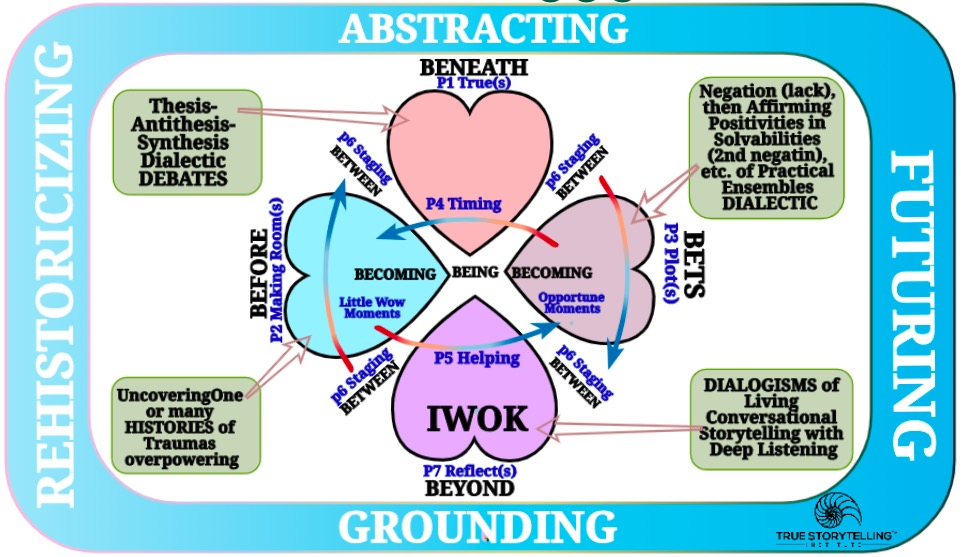 ABSTRACTING
REHISTORICIZING
FUTURING
GROUNDING
BENEATH
P1 True(s)
Thesis-
Antithesis-
Synthesis
Dialectic
DEBATES
Negation (lack),
then Affirming
Positivities in
Solvabilities
(2nd negatin),
etc. of Practical
Ensembles
DIALECTIC
p6 Staging
BETWEEN
p6 Staging
BETWEEN
P4 Timing
BEFORE
P2 Making Room(s)
BECOMING
BEING
BECOMING
BETS
P3 Plot(s)
Little Wow
Moments
Opportune
Moments
P5 Helping
p6 Staging
BETWEEN
p6 Staging
BETWEEN
IWOK
P7 Reflect(s)
BEYOND
UncoveringOne
or many
HISTORIES of
Traumas
overpowering
DIALOGISMS of
Living
Conversational
Storytelling with
Deep Listening
TRUE STORYTELLING™
INSTITUTE